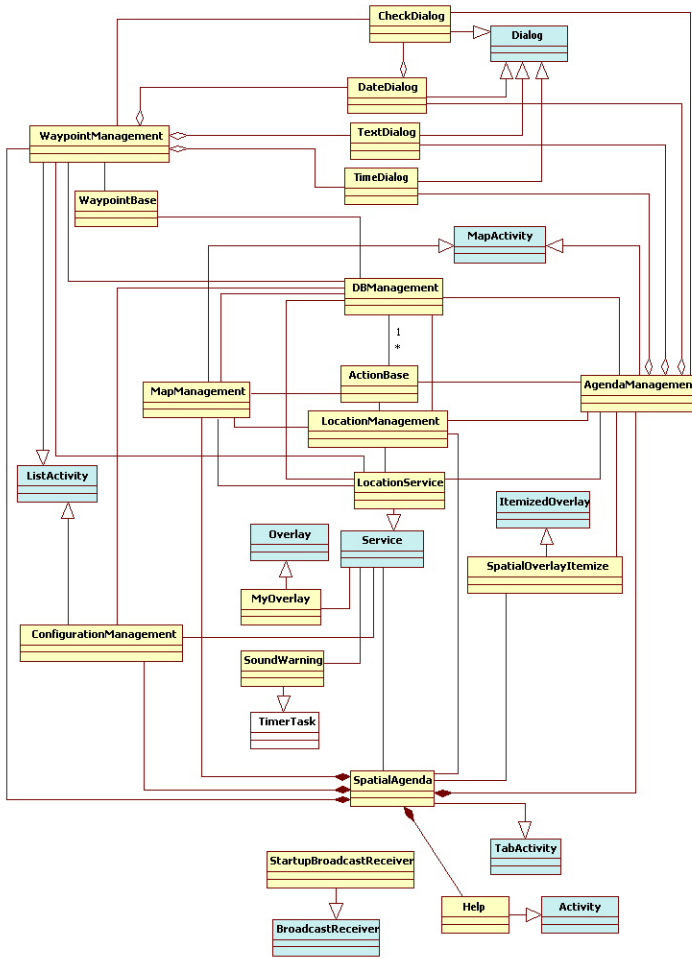 CheckDialog
Dialog
DateDialog
WaypointManagement
TextDialog
TimeDialog
WaypointBase
MapActivity
DBManagement
1
*
ActionBase
MapManagement
AgendaManagement
LocationManagement
ListActivity
LocationService
ItemizedOverlay
Overlay
Service
SpatialOverlayItemize
MyOverlay
ConfigurationManagement
SoundWarning
TimerTask
SpatialAgenda
TabActivity
StartupBroadcastReceiver
Help
Activity
BroadcastReceiver